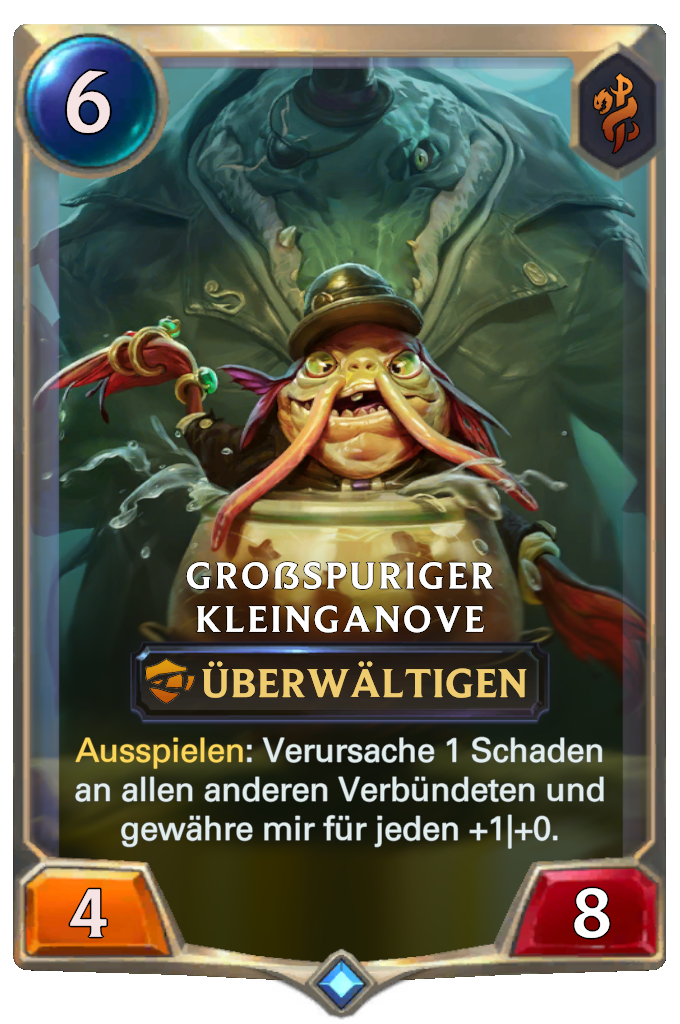 6
GROẞSPURIGER
KLEINGANOVE
ÜBERWÄLTIGEN
Ausspielen: Verursache 1 Schaden
an allen anderen Verbündeten und
gewähre mir für jeden +1|+0.
4
8